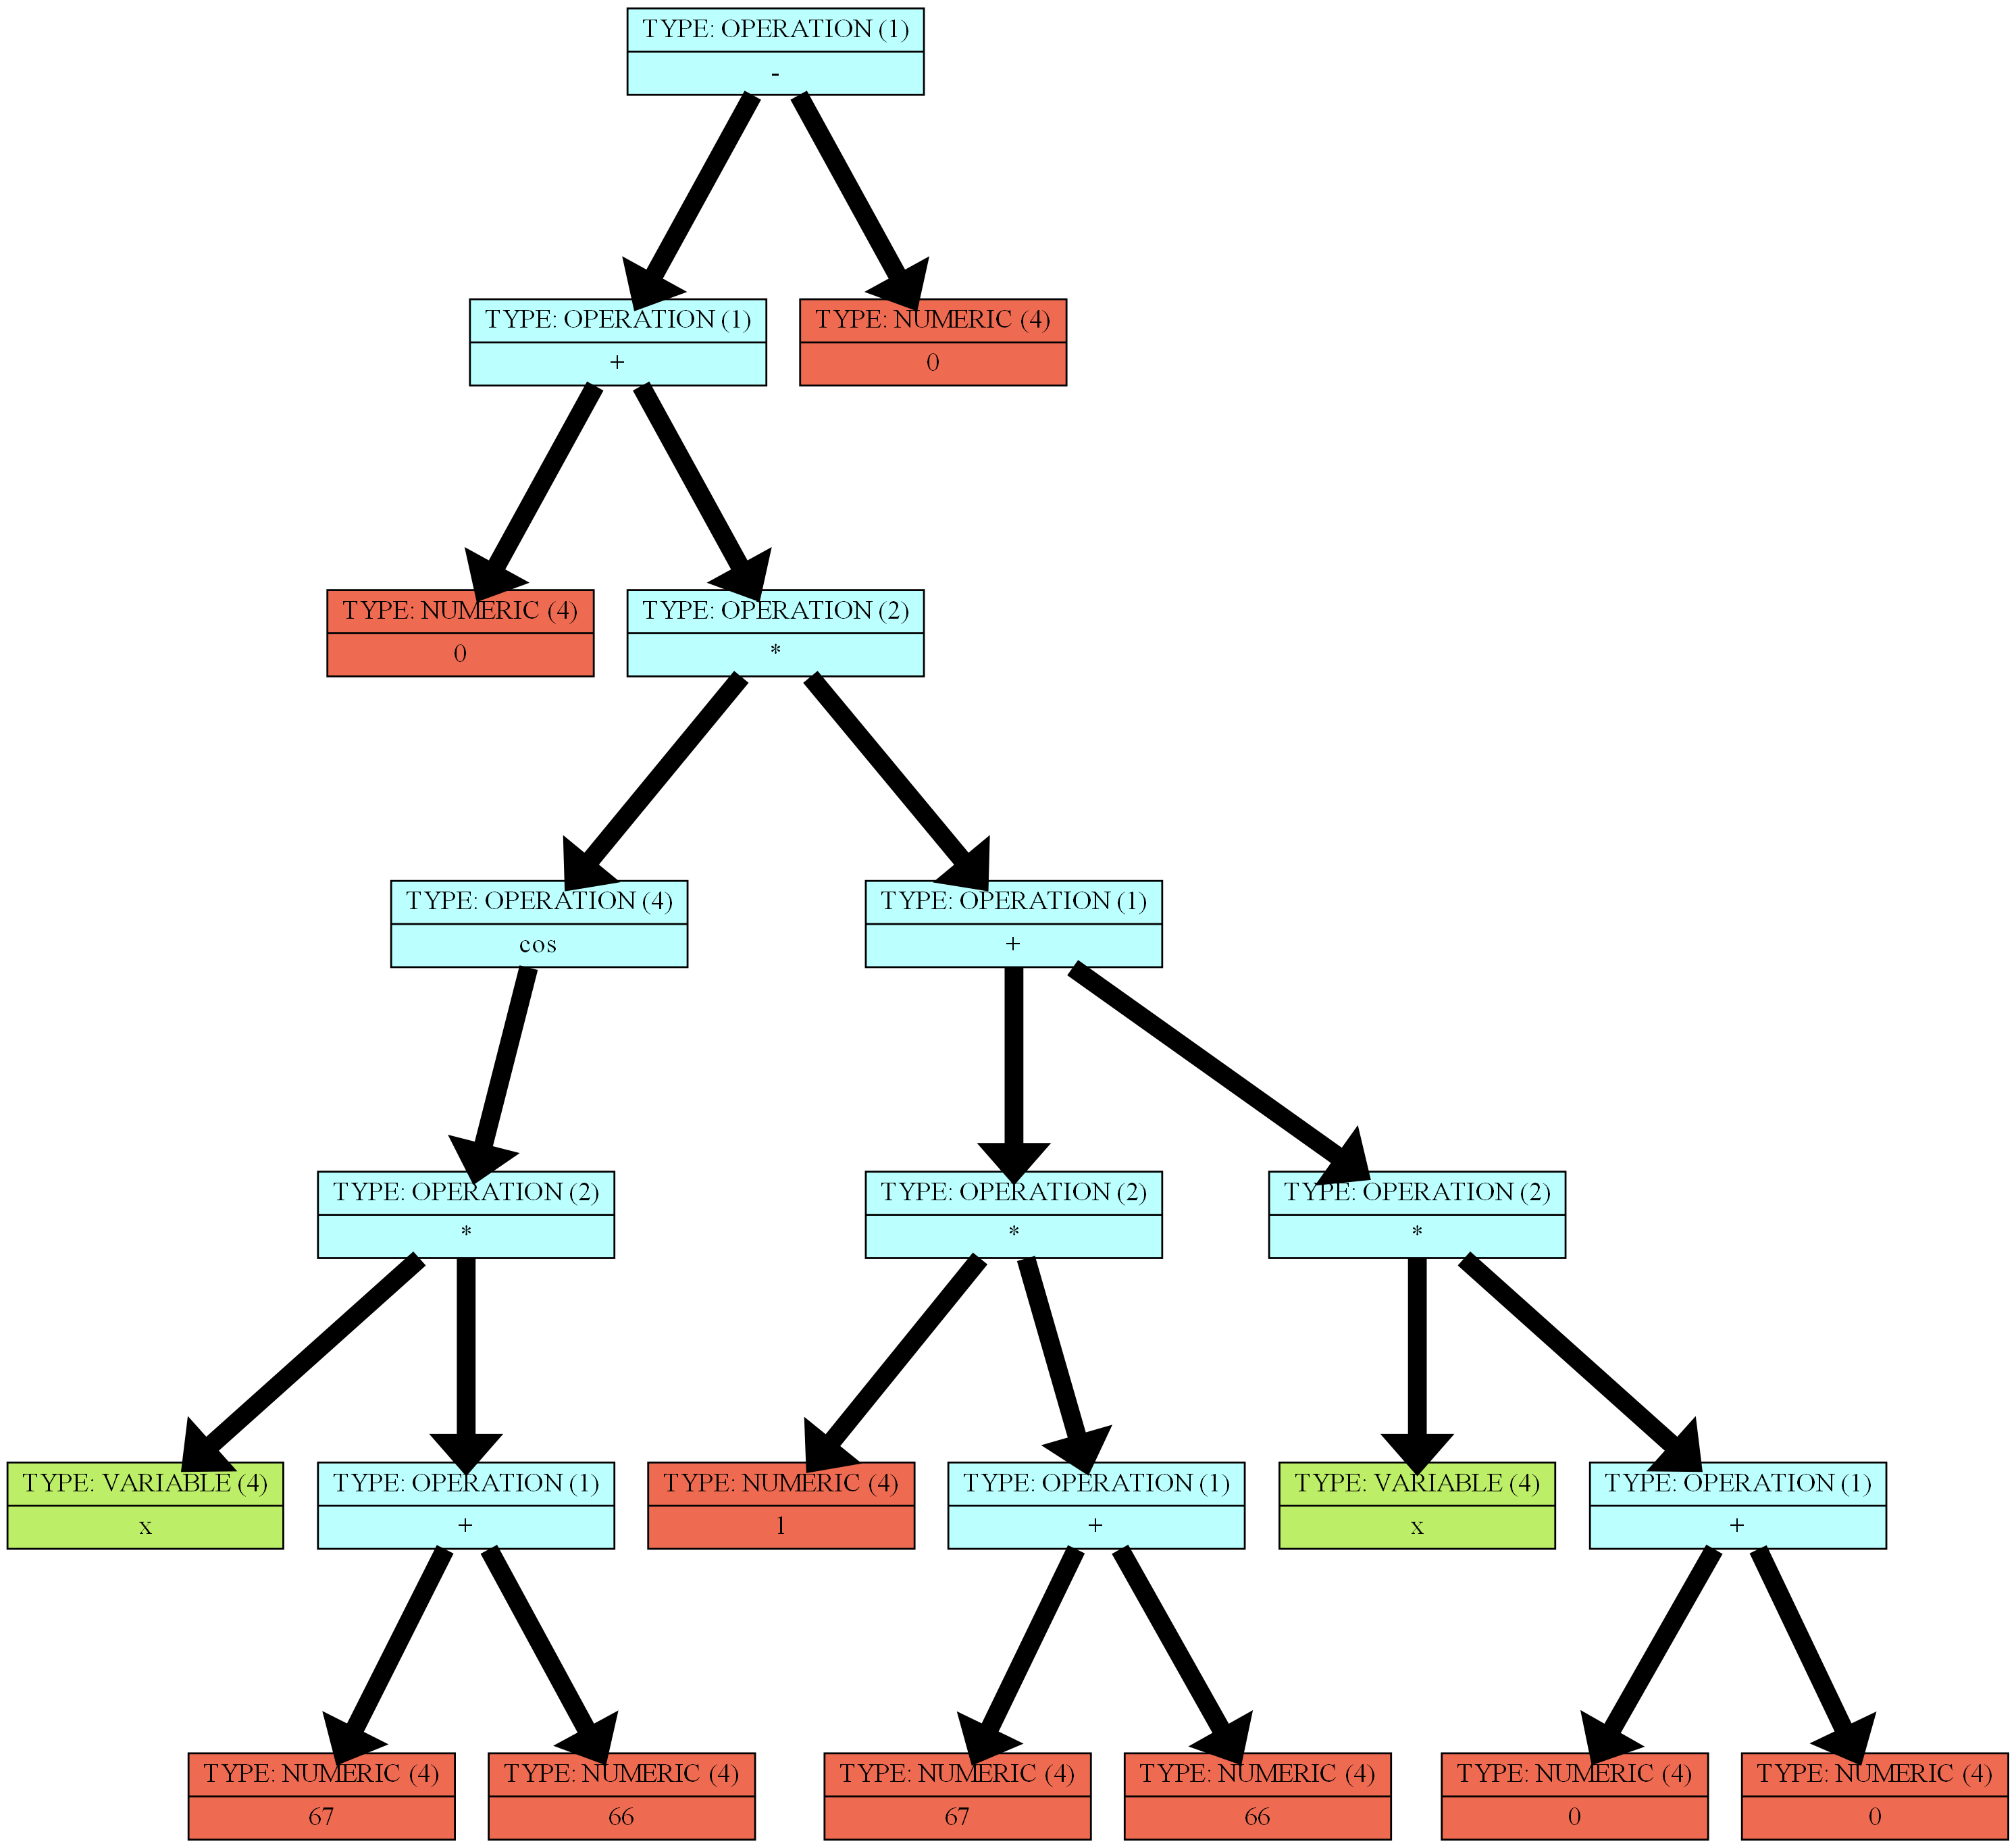 TYPE: OPERATION (1)
-
TYPE: OPERATION (1)
+
TYPE: NUMERIC (4)
0
TYPE: NUMERIC (4)
0
TYPE: OPERATION (2)
*
TYPE: OPERATION (4)
cos
TYPE: OPERATION (1)
+
TYPE: OPERATION (2)
*
TYPE: OPERATION (2)
*
TYPE: OPERATION (2)
*
TYPE: VARIABLE (4)
x
TYPE: OPERATION (1)
+
TYPE: NUMERIC (4)
1
TYPE: OPERATION (1)
+
TYPE: VARIABLE (4)
x
TYPE: OPERATION (1)
+
TYPE: NUMERIC (4)
67
TYPE: NUMERIC (4)
66
TYPE: NUMERIC (4)
67
TYPE: NUMERIC (4)
66
TYPE: NUMERIC (4)
0
TYPE: NUMERIC (4)
0